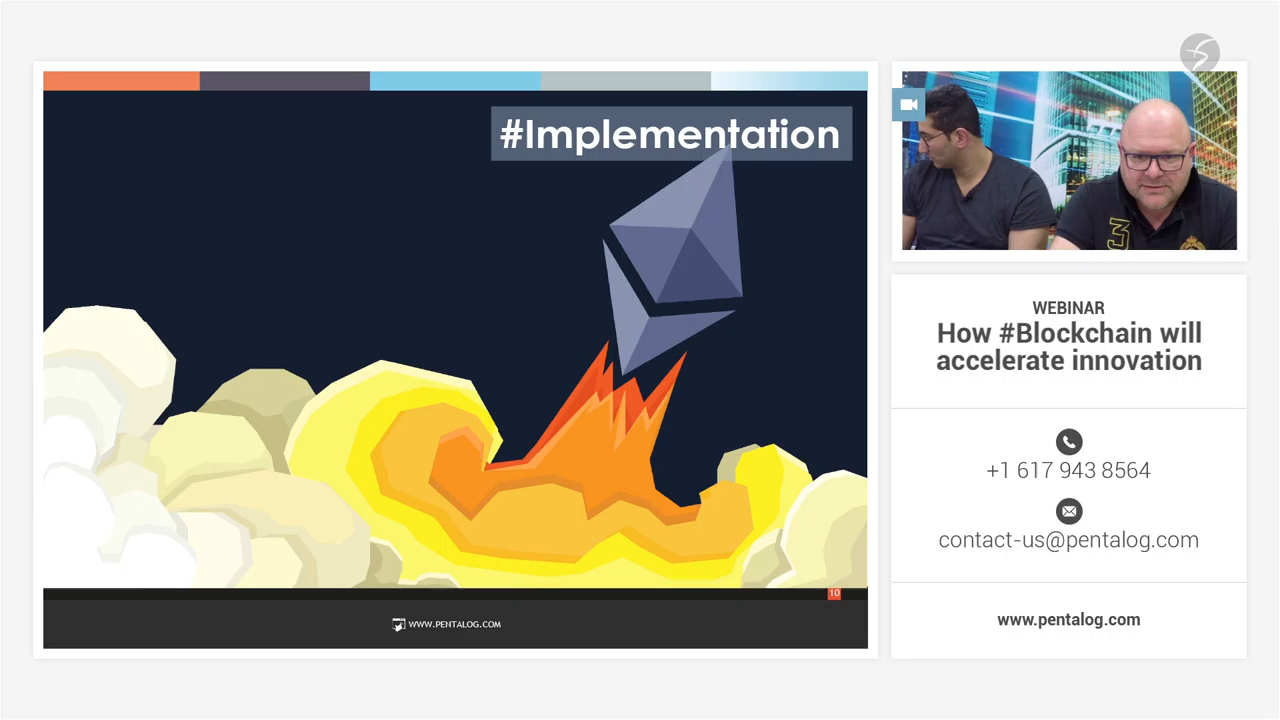 #Implementation
10
WWW.PENTALOG.COM
3
WEBINAR
How #Blockchain will
accelerate innovation
+1 617 943 8564
contact-us@pentalog.com
www.pentalog.com